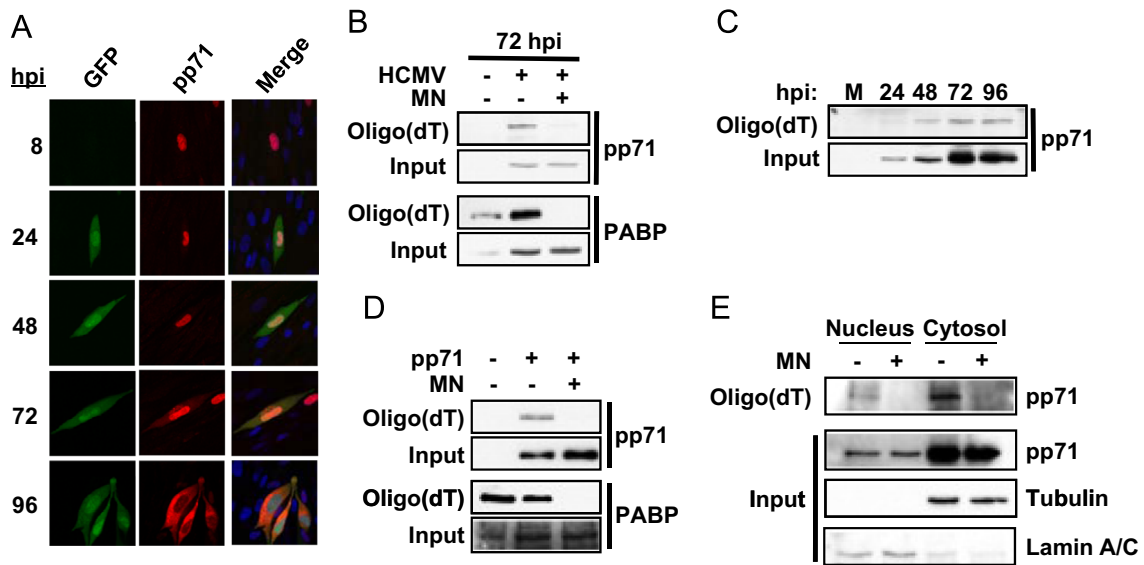 A
hpi
GFP
pp71
Merge
8
24
48
72
96
B
72 hpi
HCMV - + +
MN - - +
Oligo(dT)
Input
pp71
Oligo(dT)
Input
PABP
C
hpi: M 24 48 72 96
Oligo(dT)
Input
pp71
D
pp71 - + +
MN - - +
Oligo(dT)
Input
pp71
Oligo(dT)
Input
PABP
E
Nucleus Cytosol
MN - + - +
Oligo(dT) pp71
pp71
Input
Tubulin
Lamin A/C